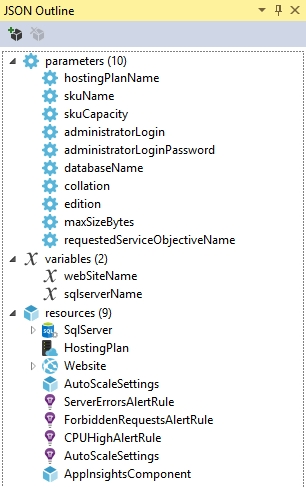 JSON Outline
parameters (10)
hostingPlanName
skuName
skuCapacity
administratorLogin
administratorLoginPassword
databaseName
collation
edition
maxSizeBytes
requestedServiceObjectiveName
variables (2)
webSiteName
sqlserverName
resources (9)
SqlServer
HostingPlan
Website
AutoScaleSettings
ServerErrorsAlertRule
ForbiddenRequestsAlertRule
CPUHighAlertRule
AutoScaleSettings
AppInsightsComponent